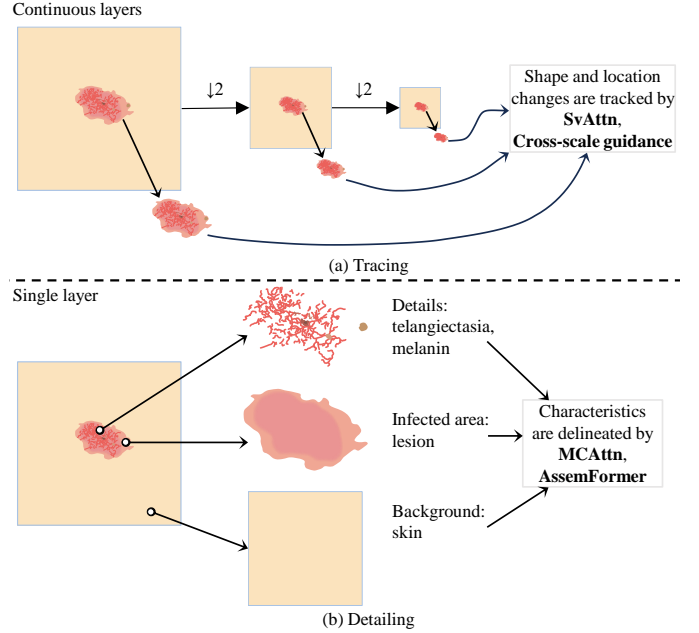 Continuous layers
↓2
↓2
Shape and location
changes are tracked by
SvAttn,
Cross-scale guidance
(a) Tracing
Single layer
Details:
telangiectasia,
melanin
Infected area:
lesion
Background:
skin
Characteristics
are delineated by
MCAttn,
AssemFormer
(b) Detailing